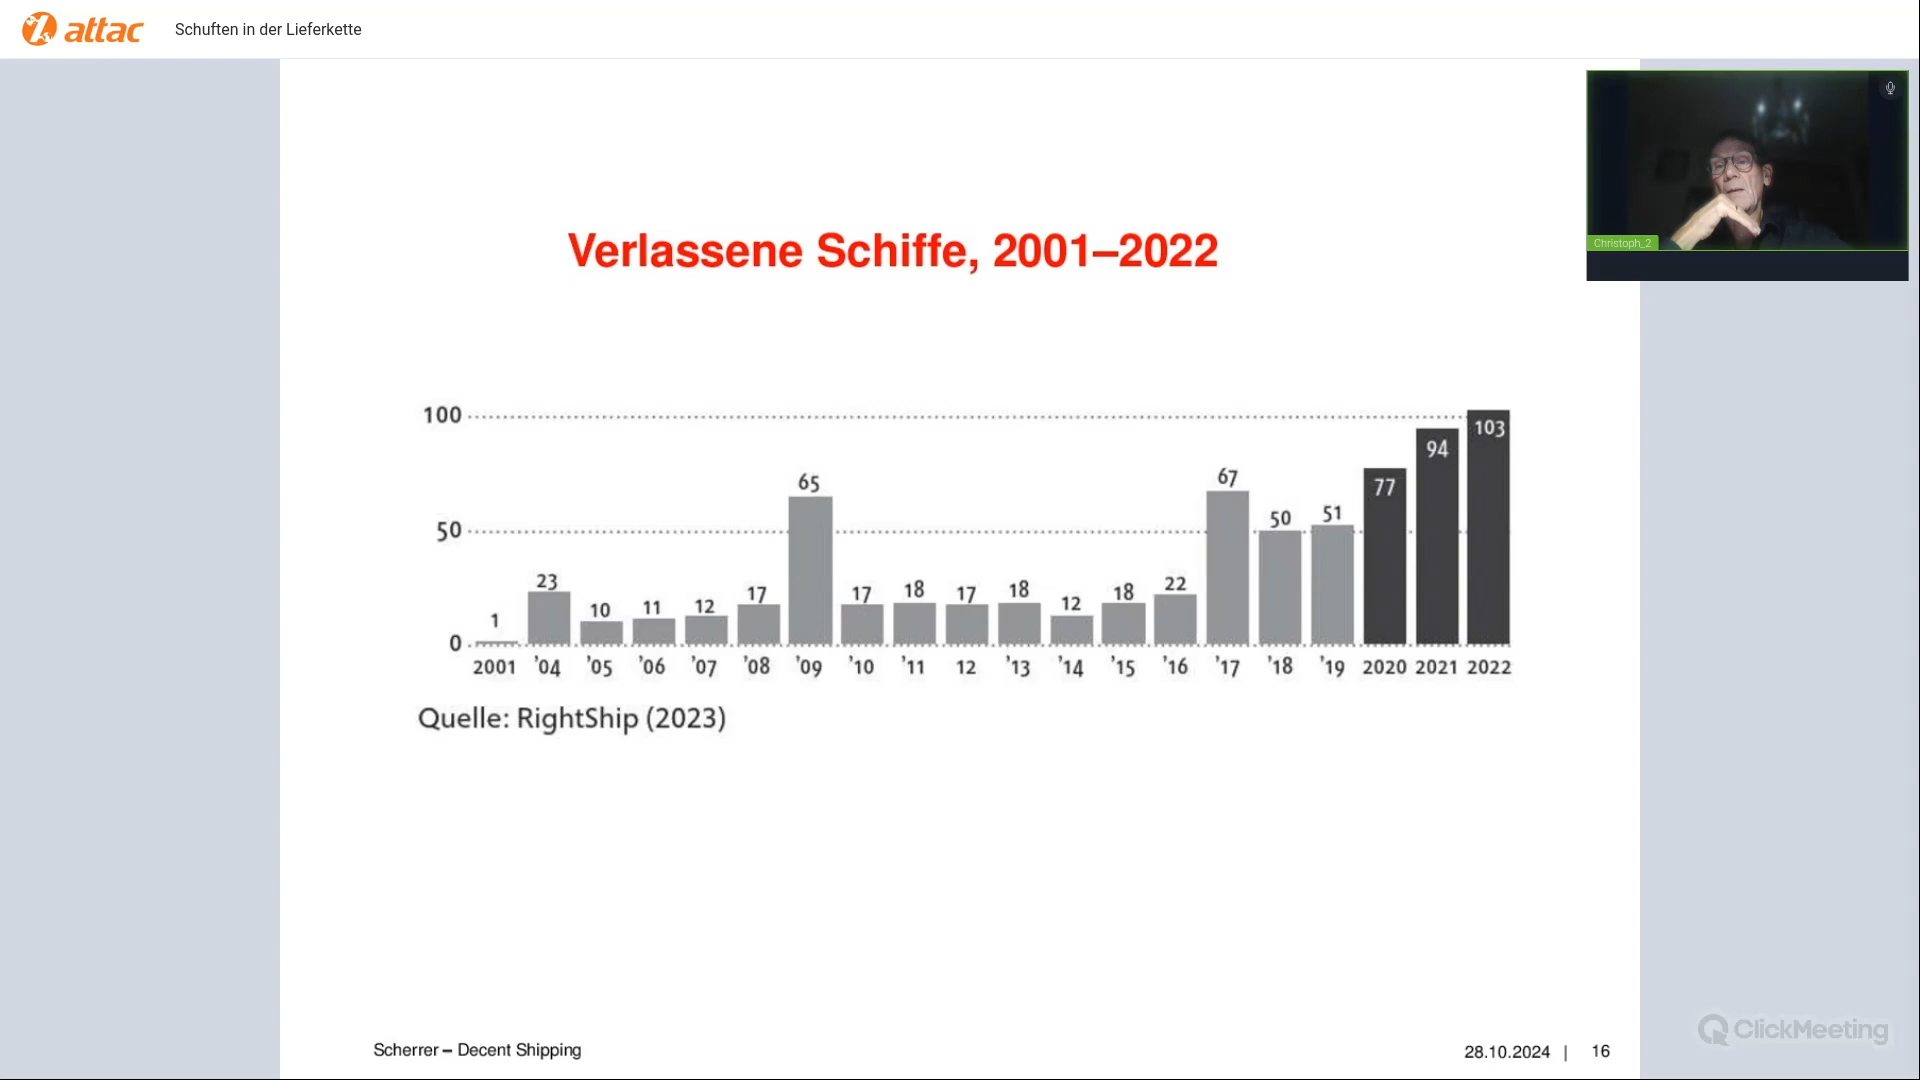 attac Schuften in der Lieferkette
Christoph_2
Verlassene Schiffe, 2001–2022
100
50
0
1 23 10 11 12 17 65 17 18 17 18 12 18 22 67 50 51 77 94 103
2001 '04 '05 '06 '07 '08 '09 '10 '11 12 '13 '14 '15 '16 '17 '18 '19 2020 2021 2022
Quelle: RightShip (2023)
ClickMeeting
Scherrer – Decent Shipping
28.10.2024 | 16